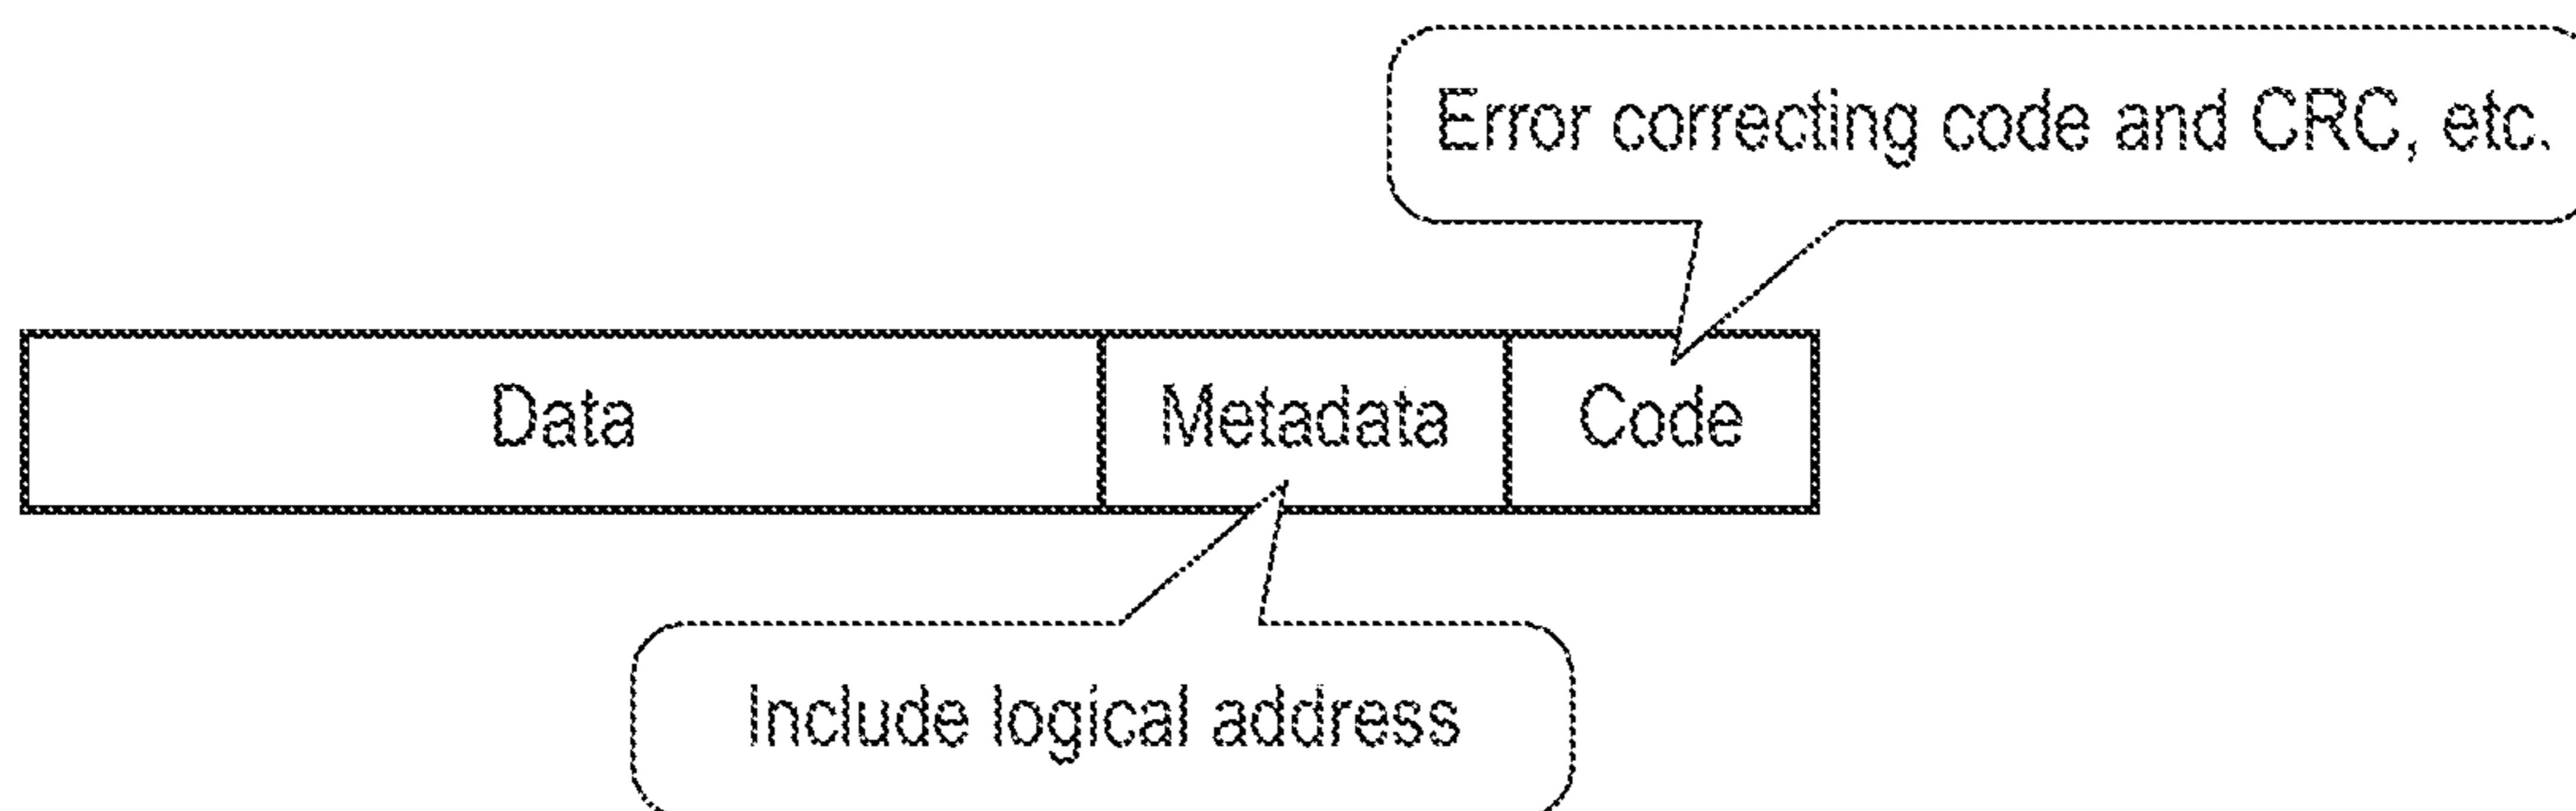 Error correcting code and CRC, etc.
Data
Metadata
Code
Include logical address